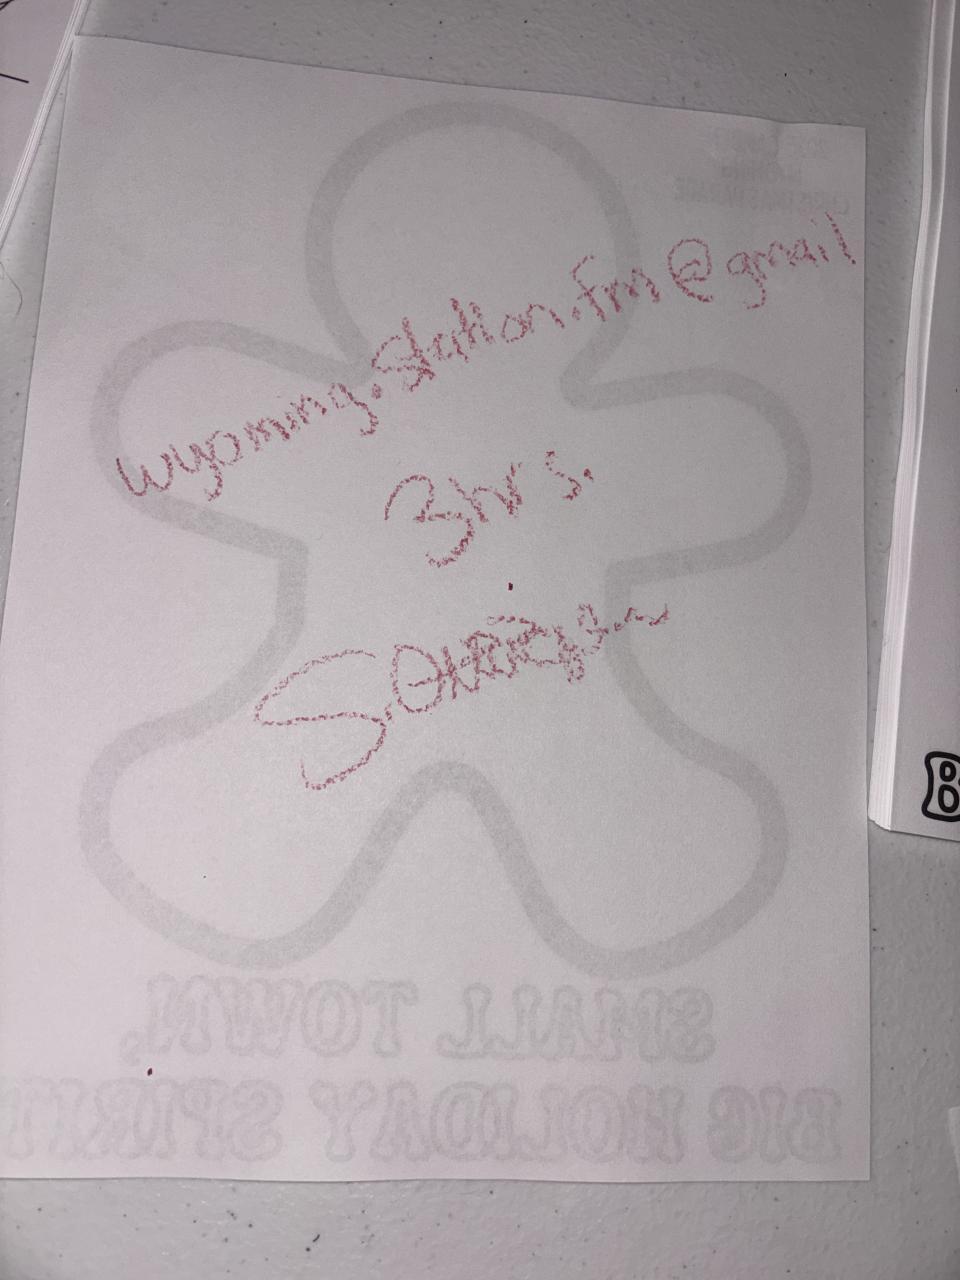 wyoming.station.fm@gmail
3hrs.
SMALL TOWN,
BIG HOLIDAY SPIRIT
B